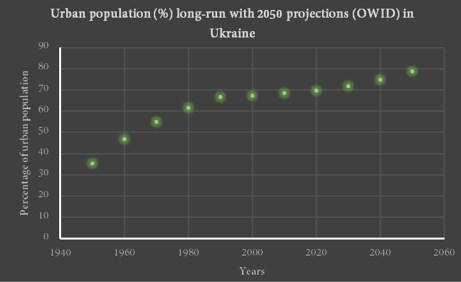 Urban population (%) long-run with 2050 projections (OWID) in
Ukraine
Percentage of urban population
90
80
70
60
50
40
30
20
10
0
1940 1960 1980 2000 2020 2040 2060
Years